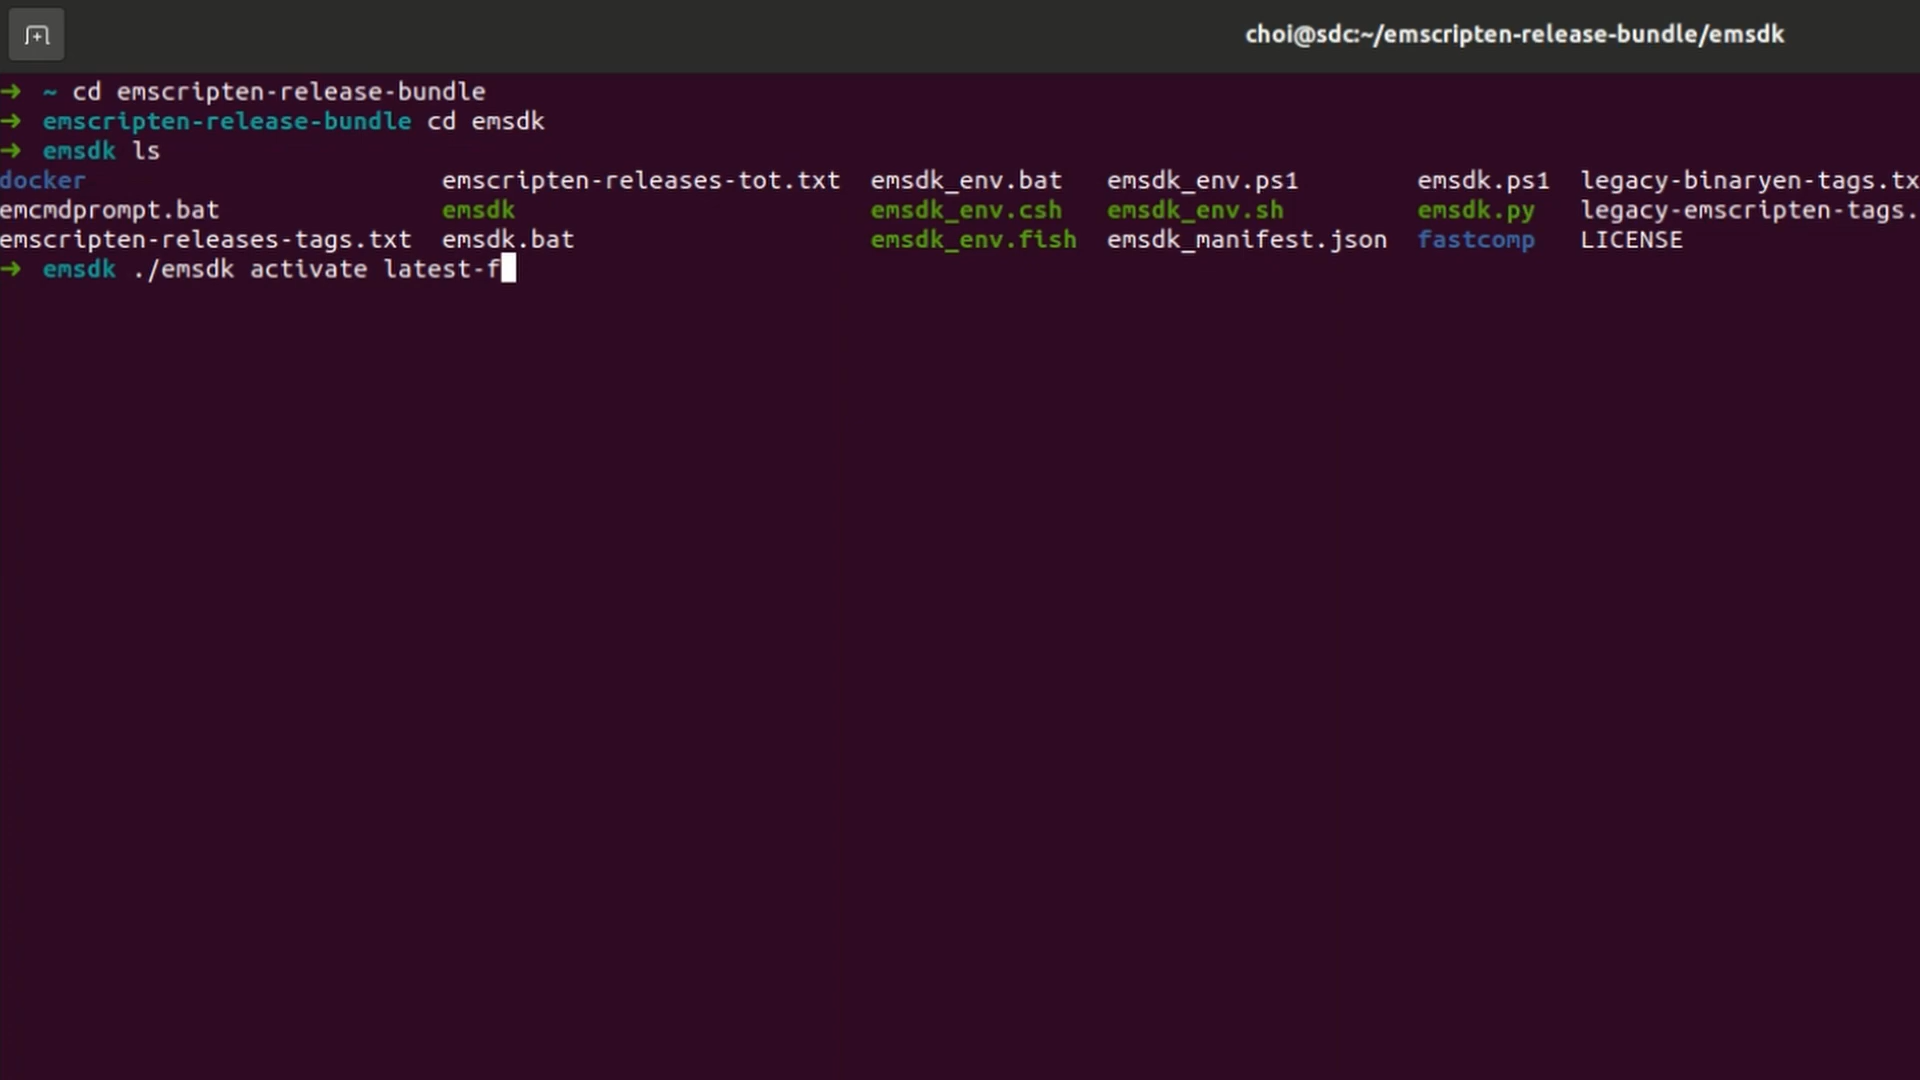 choi@sdc:~/emscripten-release-bundle/emsdk
➜ ~ cd emscripten-release-bundle
➜ emscripten-release-bundle cd emsdk
➜ emsdk ls
docker emscripten-releases-tot.txt emsdk_env.bat emsdk_env.ps1 emsdk.ps1 legacy-binaryen-tags.tx
emcmdprompt.bat emsdk emsdk_env.csh emsdk_env.sh emsdk.py legacy-emscripten-tags.
emscripten-releases-tags.txt emsdk.bat emsdk_env.fish emsdk_manifest.json fastcomp LICENSE
➜ emsdk ./emsdk activate latest-f